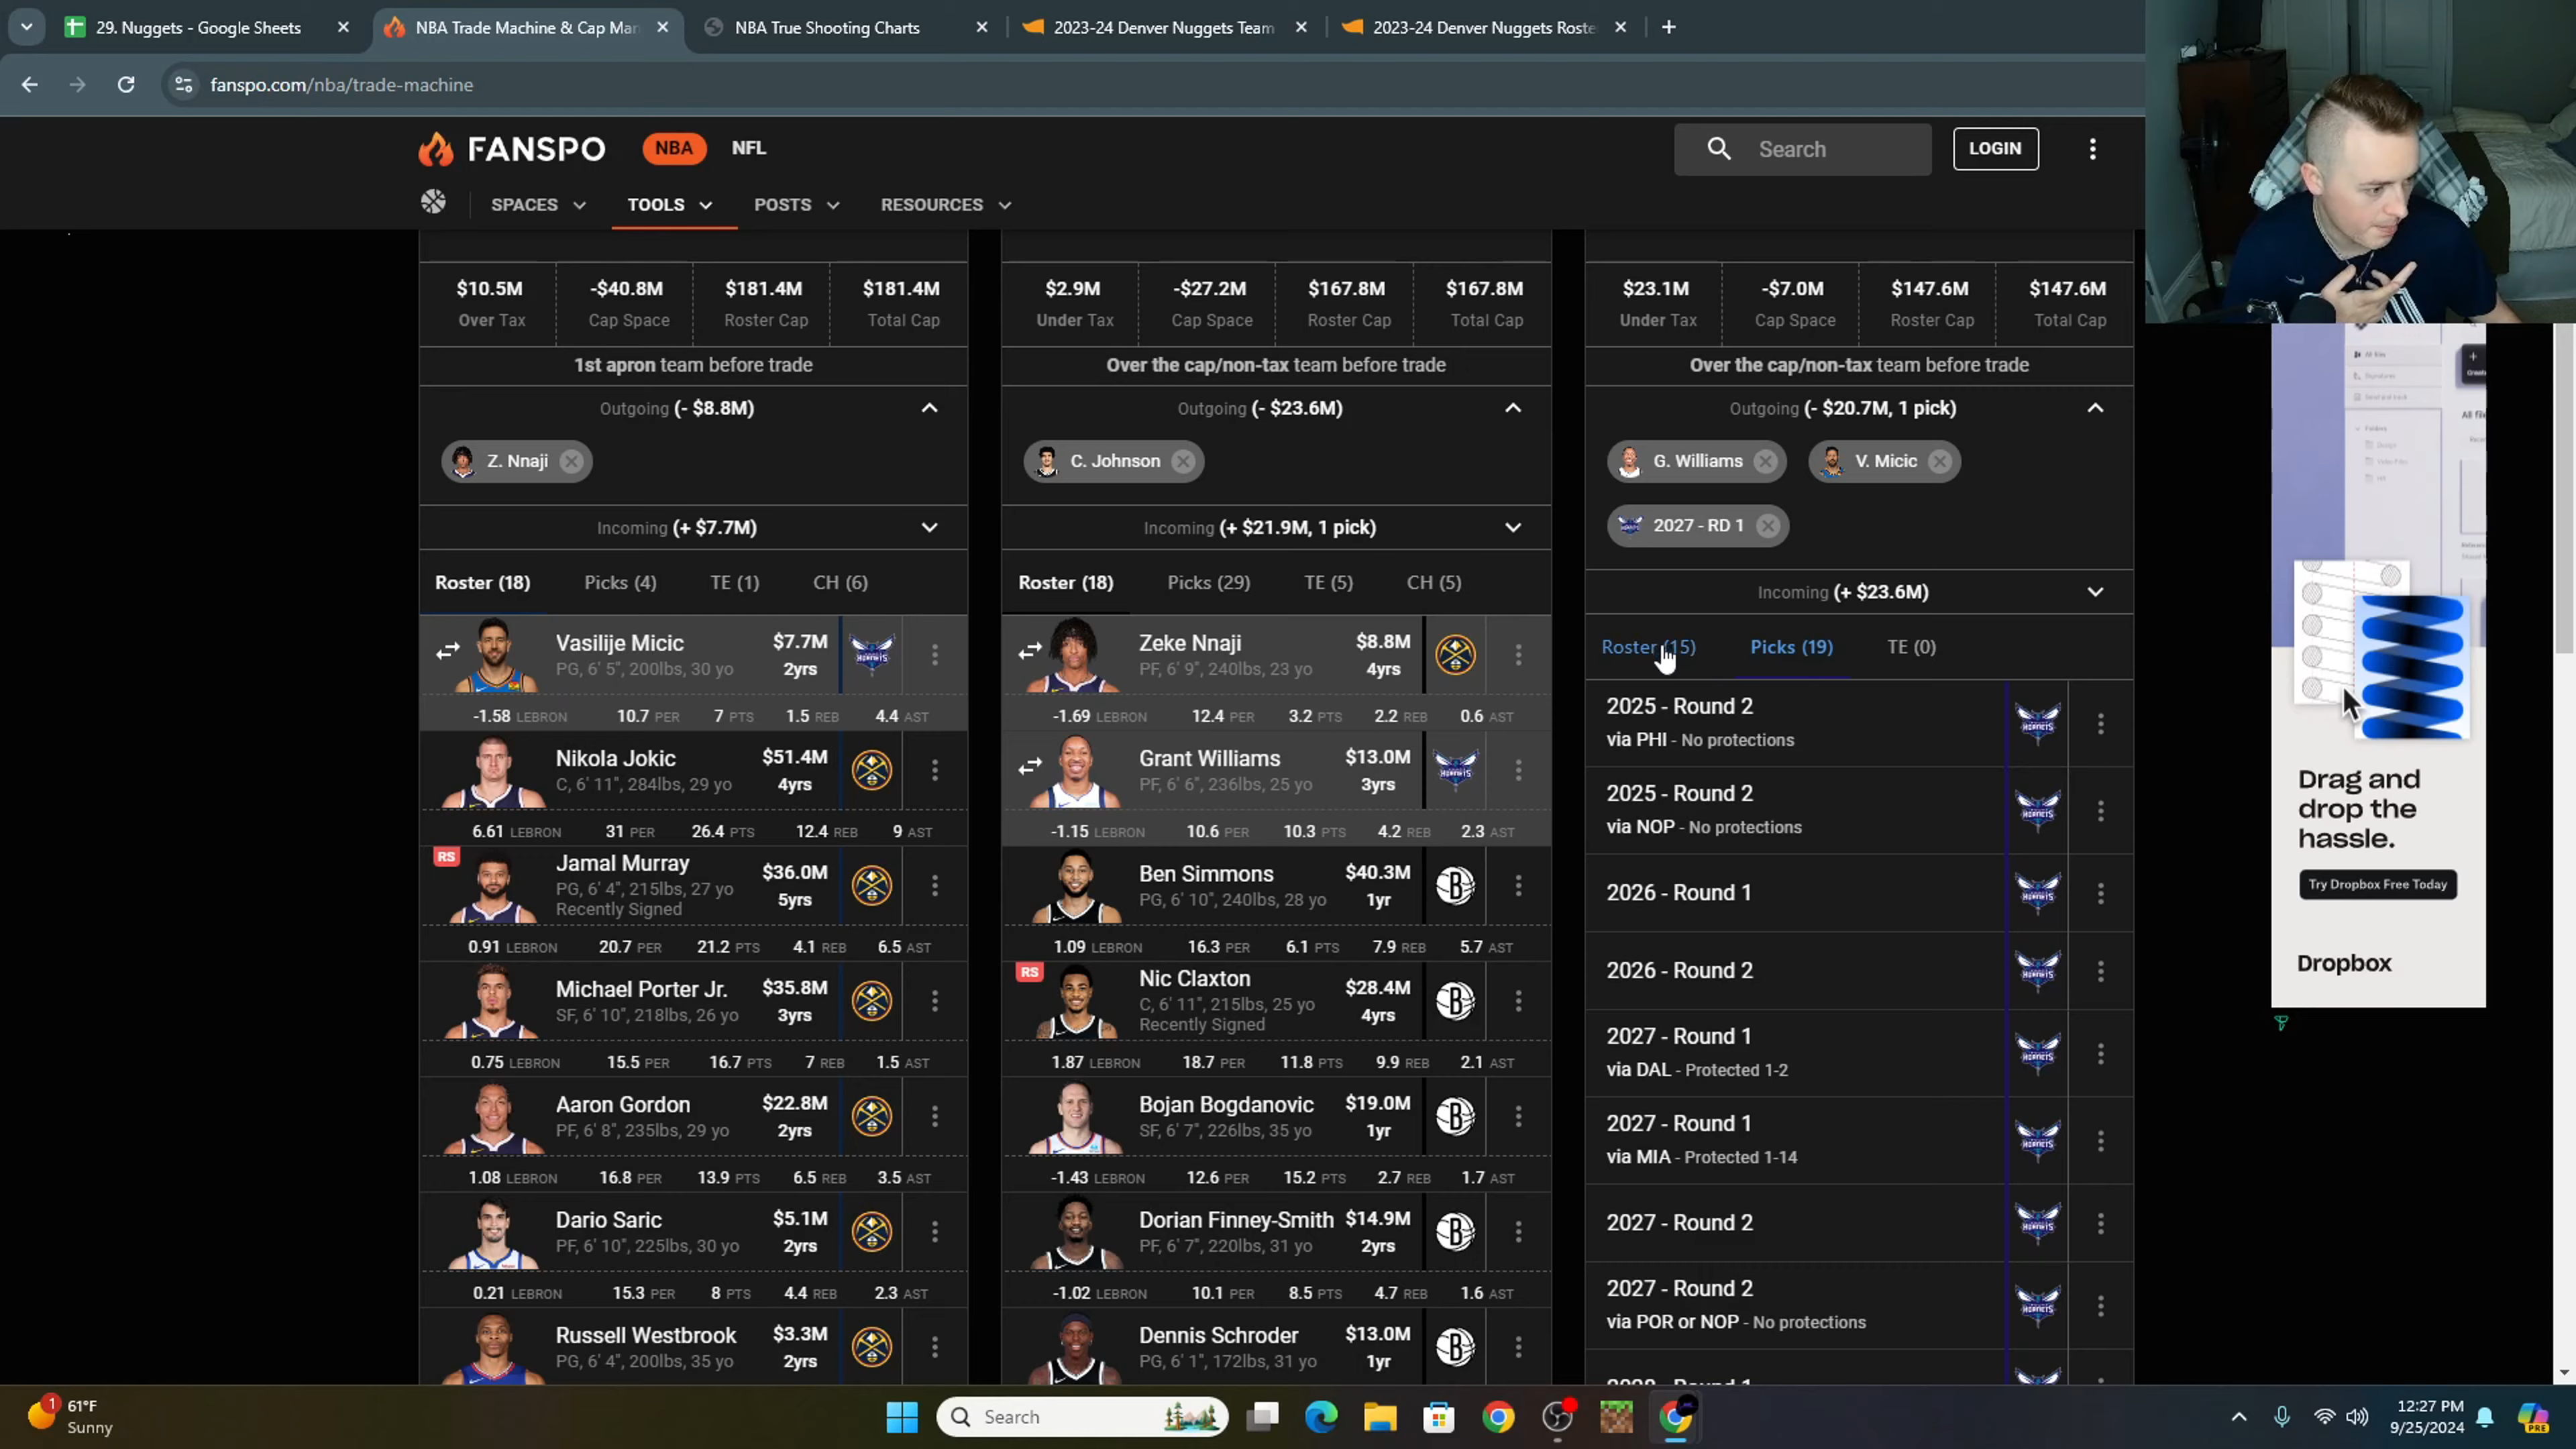 29. Nuggets - Google Sheets
NBA Trade Machine & Cap Man
NBA True Shooting Charts
2023-24 Denver Nuggets Team
2023-24 Denver Nuggets Roste
fanspo.com/nba/trade-machine
FANSPO
NBA
NFL
Search
LOGIN
SPACES
TOOLS
POSTS
RESOURCES
$10.5M
-$40.8M
$181.4M
$181.4M
Over Tax
Cap Space
Roster Cap
Total Cap
1st apron team before trade
Outgoing (- $8.8M)
Z. Nnaji
Incoming (+ $7.7M)
Roster (18)
Picks (4)
TE (1)
CH (6)
Vasilije Micic
$7.7M
PG, 6' 5", 200lbs, 30 yo
2yrs
-1.58 LEBRON
10.7 PER
7 PTS
1.5 REB
4.4 AST
Nikola Jokic
$51.4M
C, 6' 11", 284lbs, 29 yo
4yrs
6.61 LEBRON
31 PER
26.4 PTS
12.4 REB
9 AST
RS
Jamal Murray
$36.0M
PG, 6' 4", 215lbs, 27 yo
5yrs
Recently Signed
0.91 LEBRON
20.7 PER
21.2 PTS
4.1 REB
6.5 AST
Michael Porter Jr.
$35.8M
SF, 6' 10", 218lbs, 26 yo
3yrs
0.75 LEBRON
15.5 PER
16.7 PTS
7 REB
1.5 AST
Aaron Gordon
$22.8M
PF, 6' 8", 235lbs, 29 yo
2yrs
1.08 LEBRON
16.8 PER
13.9 PTS
6.5 REB
3.5 AST
Dario Saric
$5.1M
PF, 6' 10", 225lbs, 30 yo
2yrs
0.21 LEBRON
15.3 PER
8 PTS
4.4 REB
2.3 AST
Russell Westbrook
$3.3M
PG, 6' 4", 200lbs, 35 yo
2yrs
$2.9M
-$27.2M
$167.8M
$167.8M
Under Tax
Cap Space
Roster Cap
Total Cap
Over the cap/non-tax team before trade
Outgoing (- $23.6M)
C. Johnson
Incoming (+ $21.9M, 1 pick)
Roster (18)
Picks (29)
TE (5)
CH (5)
Zeke Nnaji
$8.8M
PF, 6' 9", 240lbs, 23 yo
4yrs
-1.69 LEBRON
12.4 PER
3.2 PTS
2.2 REB
0.6 AST
Grant Williams
$13.0M
PF, 6' 6", 236lbs, 25 yo
3yrs
-1.15 LEBRON
10.6 PER
10.3 PTS
4.2 REB
2.3 AST
Ben Simmons
$40.3M
PG, 6' 10", 240lbs, 28 yo
1yr
1.09 LEBRON
16.3 PER
6.1 PTS
7.9 REB
5.7 AST
RS
Nic Claxton
$28.4M
C, 6' 11", 215lbs, 25 yo
4yrs
Recently Signed
1.87 LEBRON
18.7 PER
11.8 PTS
9.9 REB
2.1 AST
Bojan Bogdanovic
$19.0M
SF, 6' 7", 226lbs, 35 yo
1yr
-1.43 LEBRON
12.6 PER
15.2 PTS
2.7 REB
1.7 AST
Dorian Finney-Smith
$14.9M
PF, 6' 7", 220lbs, 31 yo
2yrs
-1.02 LEBRON
10.1 PER
8.5 PTS
4.7 REB
1.6 AST
Dennis Schroder
$13.0M
PG, 6' 1", 172lbs, 31 yo
1yr
$23.1M
-$7.0M
$147.6M
$147.6M
Under Tax
Cap Space
Roster Cap
Total Cap
Over the cap/non-tax team before trade
Outgoing (- $20.7M, 1 pick)
G. Williams
V. Micic
2027 - RD 1
Incoming (+ $23.6M)
Roster (15)
Picks (19)
TE (0)
2025 - Round 2
via PHI - No protections
2025 - Round 2
via NOP - No protections
2026 - Round 1
2026 - Round 2
2027 - Round 1
via DAL - Protected 1-2
2027 - Round 1
via MIA - Protected 1-14
2027 - Round 2
2027 - Round 2
via POR or NOP - No protections
Drag and
drop the
hassle.
Try Dropbox Free Today
Dropbox
1
61°F
Sunny
Search
12:27 PM
9/25/2024
PRE